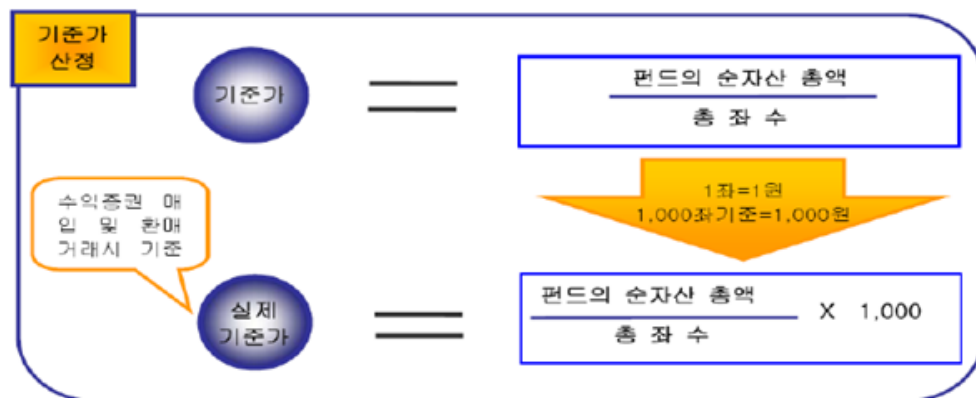 기준가
산정
기준가
펀드의 순자산 총액
총 좌 수
1좌=1원
1,000좌기준=1,000원
수익증권 매
입 및 환매
거래시 기준
실제
기준가
펀드의 순자산 총액
총 좌 수
X 1,000